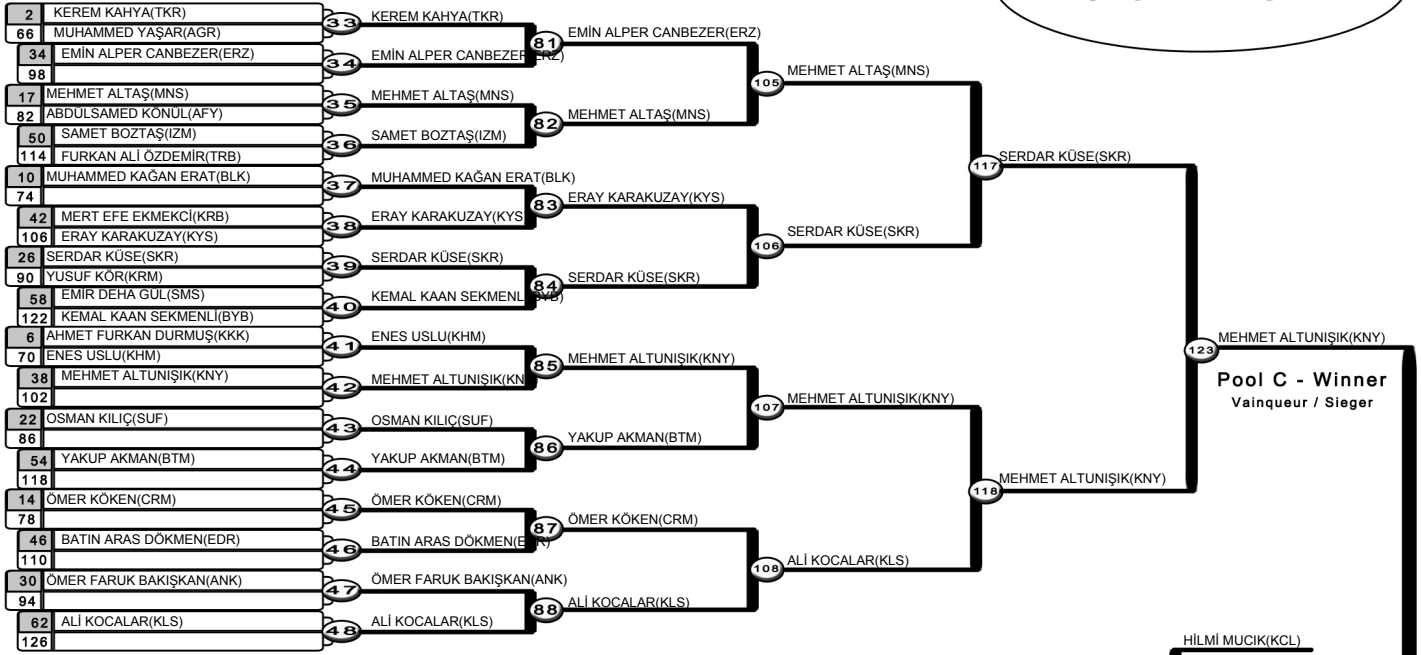 2 KEREM KAHYA(TKR)
66 MUHAMMED YAŞAR(AGR)
33 KEREM KAHYA(TKR)
34 EMİN ALPER CANBEZER(ERZ)
98
34 EMİN ALPER CANBEZER(ERZ)
81 EMİN ALPER CANBEZER(ERZ)
17 MEHMET ALTAŞ(MNS)
82 ABDÜLSAMED KÖNÜL(AFY)
35 MEHMET ALTAŞ(MNS)
50 SAMET BOZTAŞ(IZM)
114 FURKAN ALİ ÖZDEMİR(TRB)
36 SAMET BOZTAŞ(IZM)
82 MEHMET ALTAŞ(MNS)
105 MEHMET ALTAŞ(MNS)
10 MUHAMMED KAĞAN ERAT(BLK)
74
37 MUHAMMED KAĞAN ERAT(BLK)
42 MERT EFE EKMEKCİ(KRB)
106 ERAY KARAKUZAY(KYS)
38 ERAY KARAKUZAY(KYS
83 ERAY KARAKUZAY(KYS)
26 SERDAR KÜSE(SKR)
90 YUSUF KÖR(KRM)
39 SERDAR KÜSE(SKR)
58 EMİR DEHA GÜL(SMS)
122 KEMAL KAAN SEKMENLİ(BYB)
40 KEMAL KAAN SEKMENLİ(BYB)
84 SERDAR KÜSE(SKR)
106 SERDAR KÜSE(SKR)
117 SERDAR KÜSE(SKR)
6 AHMET FURKAN DURMUŞ(KKK)
70 ENES USLU(KHM)
41 ENES USLU(KHM)
38 MEHMET ALTUNIŞIK(KNY)
102
42 MEHMET ALTUNIŞIK(KN
85 MEHMET ALTUNIŞIK(KNY)
22 OSMAN KILIÇ(SUF)
86
43 OSMAN KILIÇ(SUF)
54 YAKUP AKMAN(BTM)
118
44 YAKUP AKMAN(BTM)
86 YAKUP AKMAN(BTM)
107 MEHMET ALTUNIŞIK(KNY)
14 ÖMER KÖKEN(CRM)
78
45 ÖMER KÖKEN(CRM)
46 BATIN ARAS DÖKMEN(EDR)
110
46 BATIN ARAS DÖKMEN(EDR)
87 ÖMER KÖKEN(CRM)
30 ÖMER FARUK BAKIŞKAN(ANK)
94
47 ÖMER FARUK BAKIŞKAN(ANK)
62 ALİ KOCALAR(KLS)
126
48 ALİ KOCALAR(KLS)
88 ALİ KOCALAR(KLS)
108 ALİ KOCALAR(KLS)
118 MEHMET ALTUNIŞIK(KNY)
123 MEHMET ALTUNIŞIK(KNY)
Pool C - Winner
Vainqueur / Sieger
HİLMİ MUCIK(KCL)